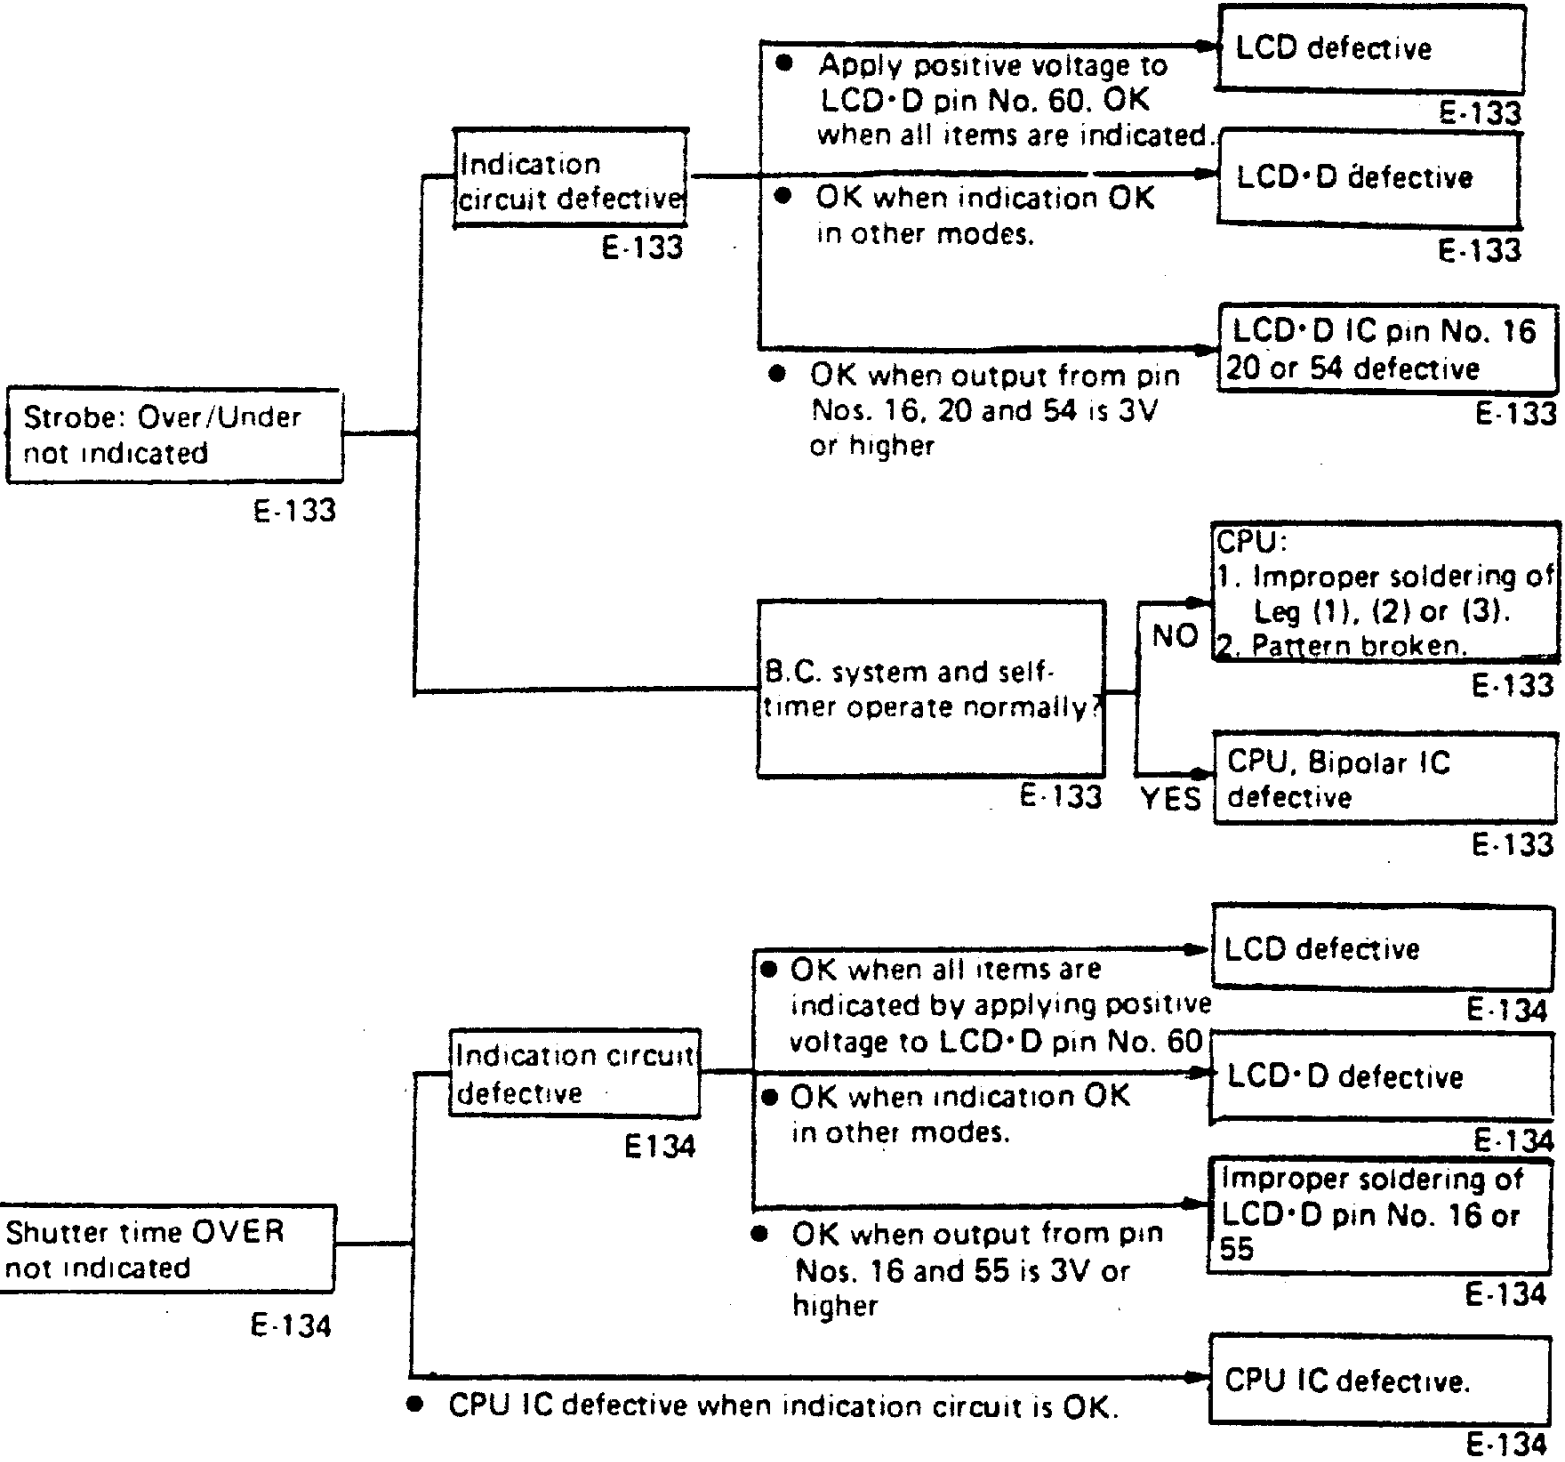 LCD defective
E-133
● Apply positive voltage to
LCD·D pin No. 60. OK
when all items are indicated.
Indication
circuit defective
E-133
LCD·D defective
E-133
● OK when indication OK
in other modes.
LCD·D IC pin No. 16
20 or 54 defective
E-133
● OK when output from pin
Nos. 16, 20 and 54 is 3V
or higher
Strobe: Over/Under
not indicated
E-133
CPU:
1. Improper soldering of
Leg (1), (2) or (3).
2. Pattern broken.
E-133
NO
B.C. system and self-
timer operate normally?
E-133
YES
CPU, Bipolar IC
defective
E-133
LCD defective
E-134
● OK when all items are
indicated by applying positive
voltage to LCD·D pin No. 60
Indication circuit
defective
E134
LCD·D defective
E-134
● OK when indication OK
in other modes.
Improper soldering of
LCD·D pin No. 16 or
55
E-134
● OK when output from pin
Nos. 16 and 55 is 3V or
higher
Shutter time OVER
not indicated
E-134
CPU IC defective.
E-134
● CPU IC defective when indication circuit is OK.